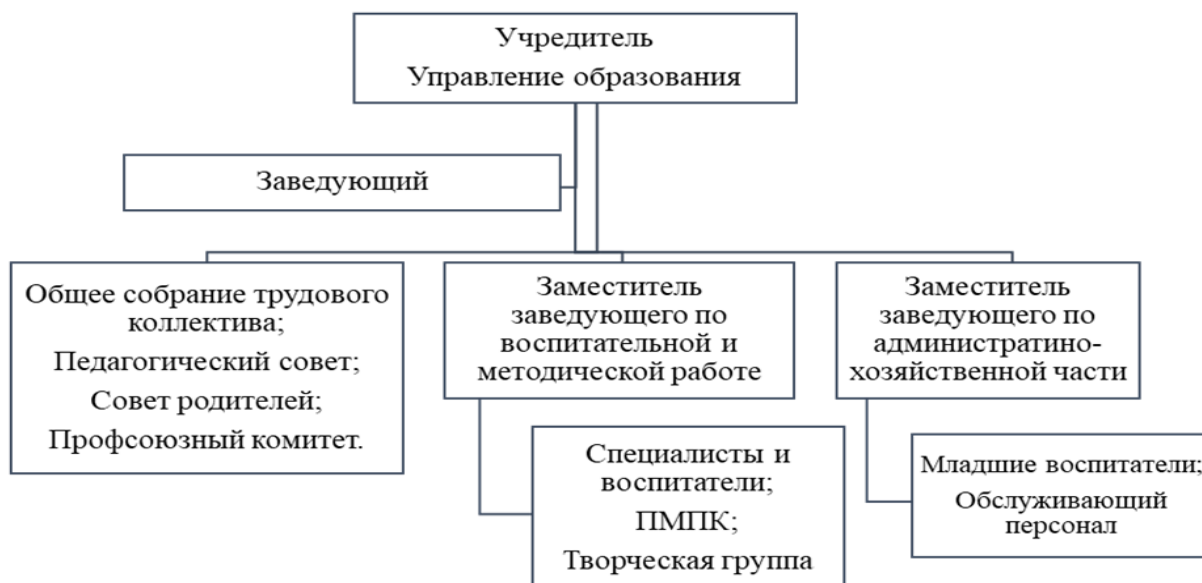 Учредитель
Управление образования
Заведующий
Общее собрание трудового
коллектива;
Педагогический совет;
Совет родителей;
Профсоюзный комитет.
Заместитель
заведующего по
воспитательной и
методической работе
Заместитель
заведующего по
администратино-
хозяйственной части
Специалисты и
воспитатели;
ПМПК;
Творческая группа
Младшие воспитатели;
Обслуживающий
персонал